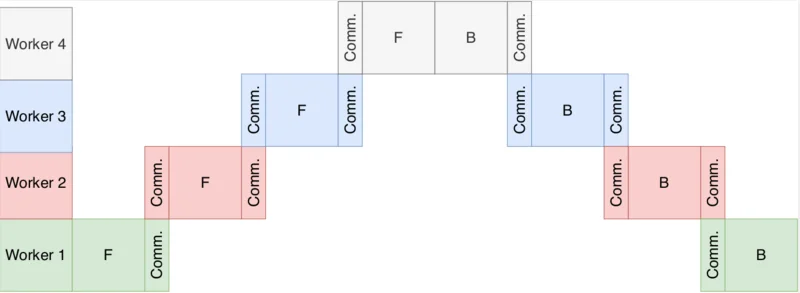 Worker 4 Comm. F B Comm.
Worker 3 Comm. F Comm. Comm. B Comm.
Worker 2 Comm. F Comm. Comm. B Comm.
Worker 1 F Comm. Comm. B